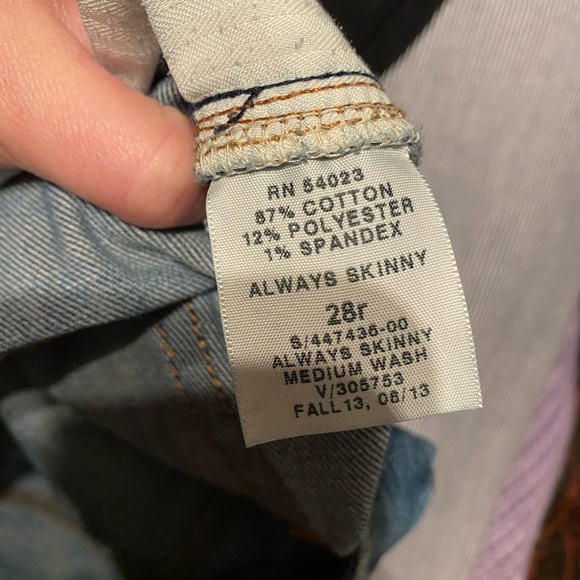 RN 54023
87% COTTON
12% POLYESTER
1% SPANDEX
ALWAYS SKINNY
28r
S/447436-00
ALWAYS SKINNY
MEDIUM WASH
V/305753
FALL13, 08/13